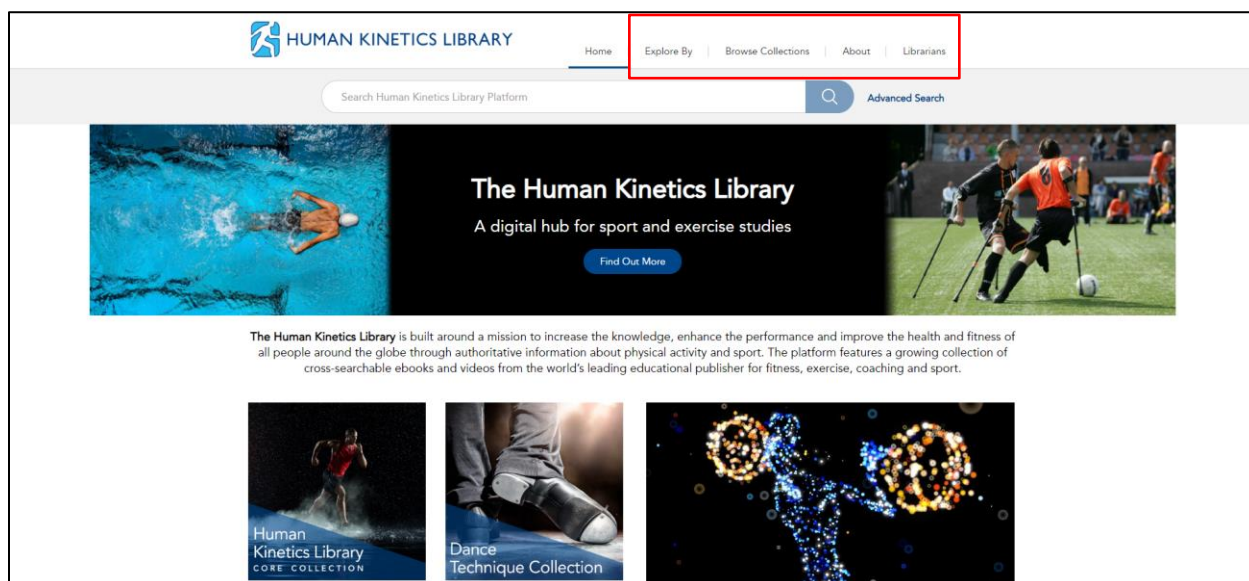 HUMAN KINETICS LIBRARY
Home
Explore By
Browse Collections
About
Librarians
Search Human Kinetics Library Platform
Advanced Search
The Human Kinetics Library
A digital hub for sport and exercise studies
Find Out More
6
The Human Kinetics Library is built around a mission to increase the knowledge, enhance the performance and improve the health and fitness of
all people around the globe through authoritative information about physical activity and sport. The platform features a growing collection of
cross-searchable ebooks and videos from the world's leading educational publisher for fitness, exercise, coaching and sport.
Human
Kinetics Library
CORE COLLECTION
Dance
Technique Collection